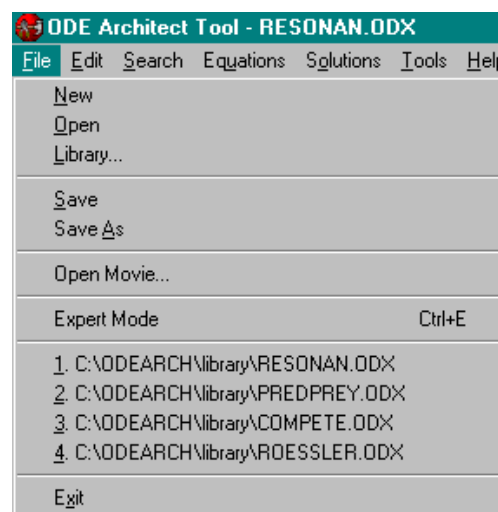 ODE Architect Tool - RESONAN.ODX
File Edit Search Equations Solutions Tools Help
New
Open
Library...
Save
Save As
Open Movie...
Expert Mode Ctrl+E
1. C:\ODEARCH\library\RESONAN.ODX
2. C:\ODEARCH\library\PREDPREY.ODX
3. C:\ODEARCH\library\COMPETE.ODX
4. C:\ODEARCH\library\ROESSLER.ODX
Exit